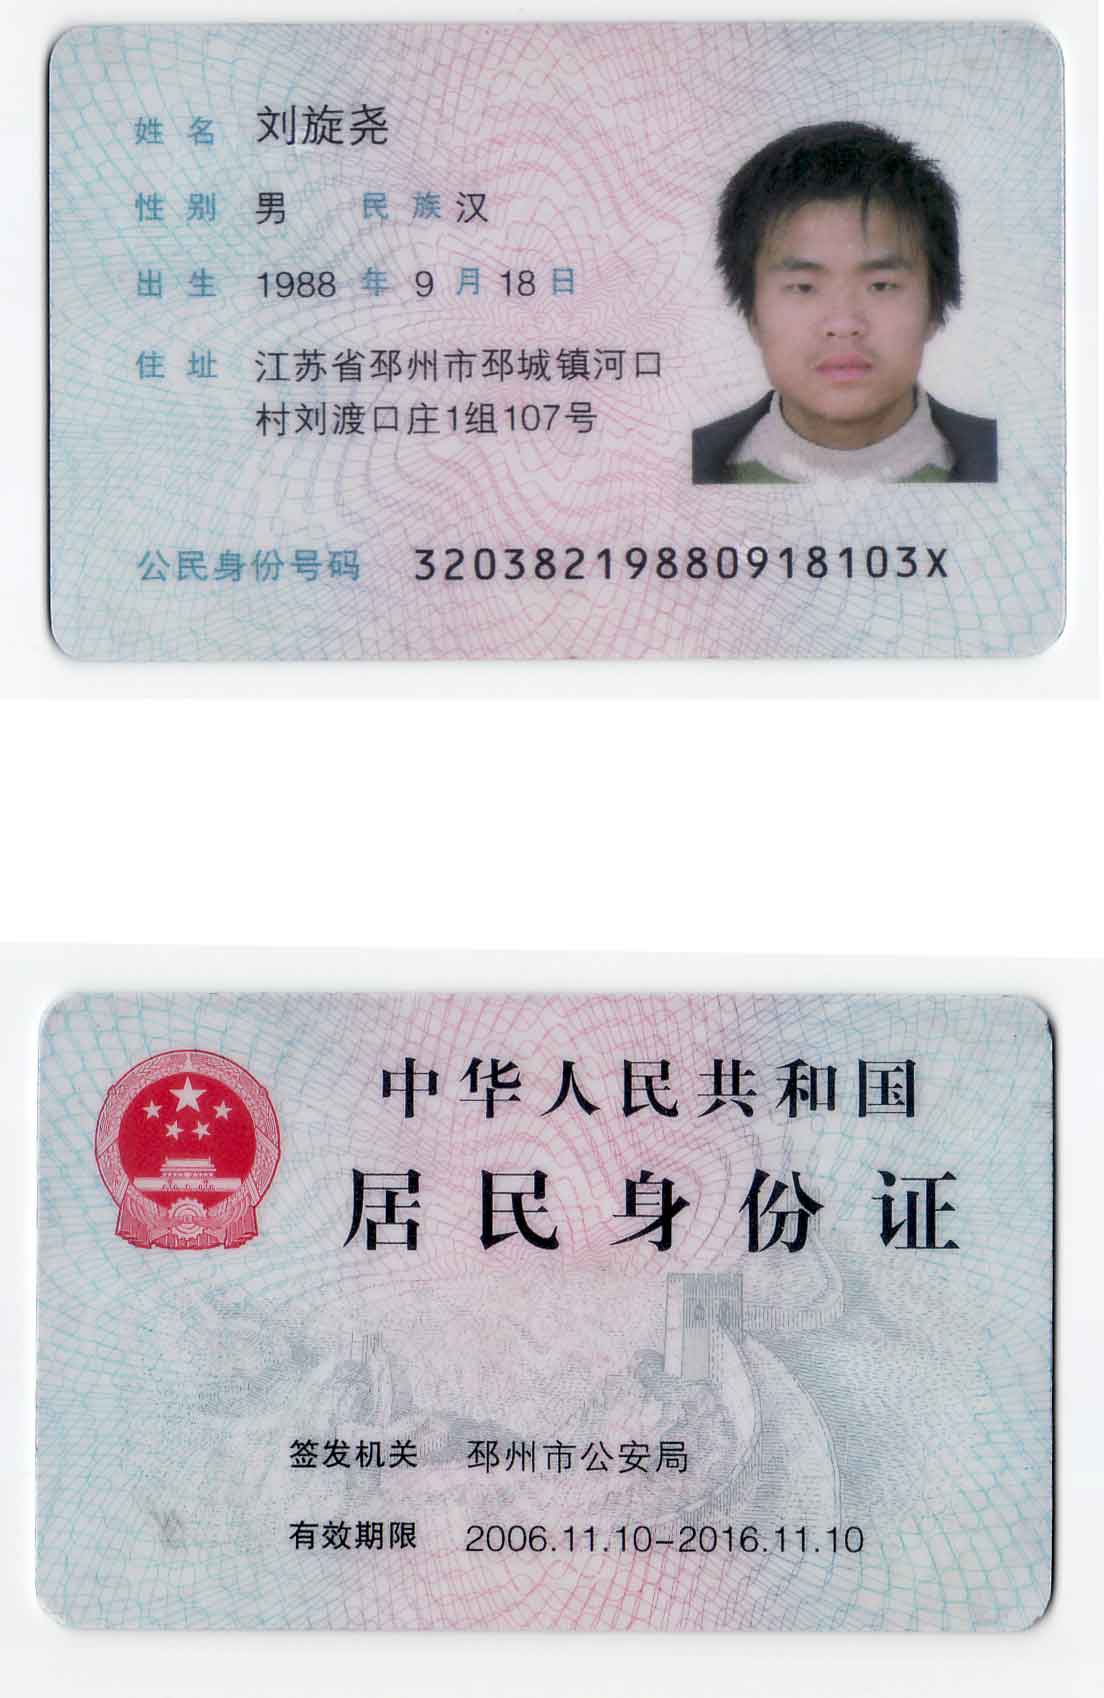 姓名 刘旋尧
性别 男 民族 汉
出生 1988 年 9 月 18 日
住址 江苏省邳州市邳城镇河口
村刘渡口庄1组107号
公民身份号码 32038219880918103X
中华人民共和国
居民身份证
签发机关 邳州市公安局
有效期限 2006.11.10-2016.11.10